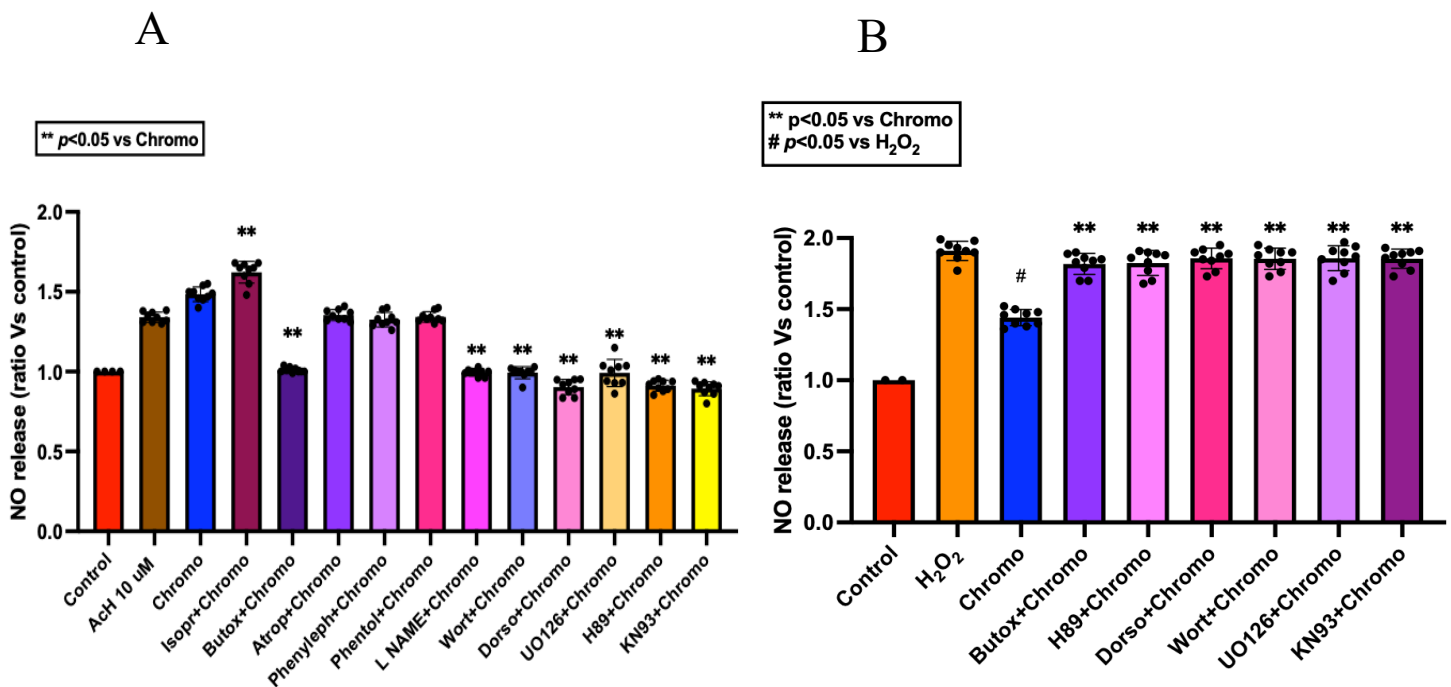 A
B
** p<0.05 vs Chromo
** p<0.05 vs Chromo
# p<0.05 vs H₂O₂
NO release (ratio Vs control)
2.0
1.5
1.0
0.5
0.0
**
**
**
**
**
**
**
**
Control
AcH 10 uM
Chromo
Isopr+Chromo
Butox+Chromo
Atrop+Chromo
Phenyleph+Chromo
Phentol+Chromo
L NAME+Chromo
Wort+Chromo
Dorso+Chromo
UO126+Chromo
H89+Chromo
KN93+Chromo
NO release (ratio Vs control)
2.0
1.5
1.0
0.5
0.0
#
**
**
**
**
**
**
Control
H₂O₂
Chromo
Butox+Chromo
H89+Chromo
Dorso+Chromo
Wort+Chromo
UO126+Chromo
KN93+Chromo